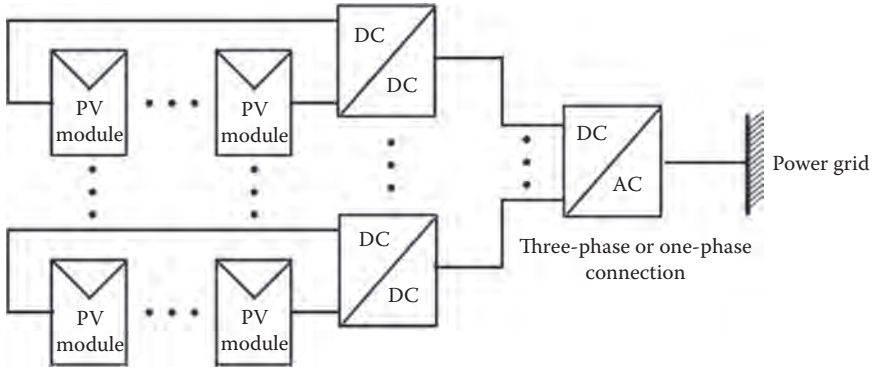 DC
DC
PV
module
PV
module
DC
AC
Power grid
Three-phase or one-phase
connection
DC
DC
PV
module
PV
module